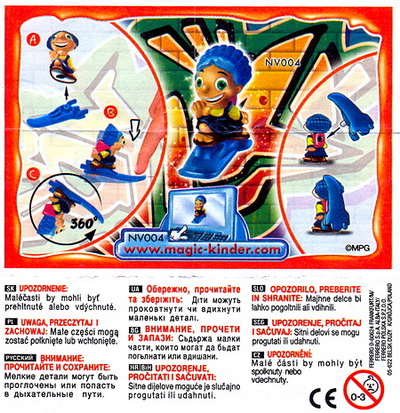 A
NV004
B
C
360°
NV004
www.magic-kinder.com
©MPG
SK UPOZORNENIE:
Maléčasti by mohli byť
prehltnuté alebo vdýchnuté.
PL UWAGA, PRZECZYTAJ I
ZACHOWAJ: Małe części mogą
zostać połknięte lub wchłonięte.
РУССКИЙ ВНИМАНИЕ:
ПРОЧИТАЙТЕ И СОХРАНИТЕ:
Мелкие детали могут быть
проглочены или попасть
в дыхательные пути.
UA Обережно, прочитайте
та збережіть: Діти можуть
проковтнути чи вдихнути
маленькі деталі.
BG ВНИМАНИЕ, ПРОЧЕТИ
И ЗАПАЗИ: Съдържа малки
части, които могат да бъдат
погълнати или вдишани.
HR B-H UPOZORENJE,
PROČITATI I SAČUVATI:
Sitne dijelove moguće je slučajno
progutati ili udahnuti.
SLO OPOZORILO, PREBERITE
IN SHRANITE: Majhne delce bi
lahko pogoltnili ali vdihnili.
SCG UPOZORENJE, PROČITAJ
I SAČUVAJ: Sitni delovi se mogu
progutati ili udahnuti.
CZ UPOZORNĚNÍ:
Malé části by mohly být
spolknuty nebo
vdechnuty.
CE
0-3